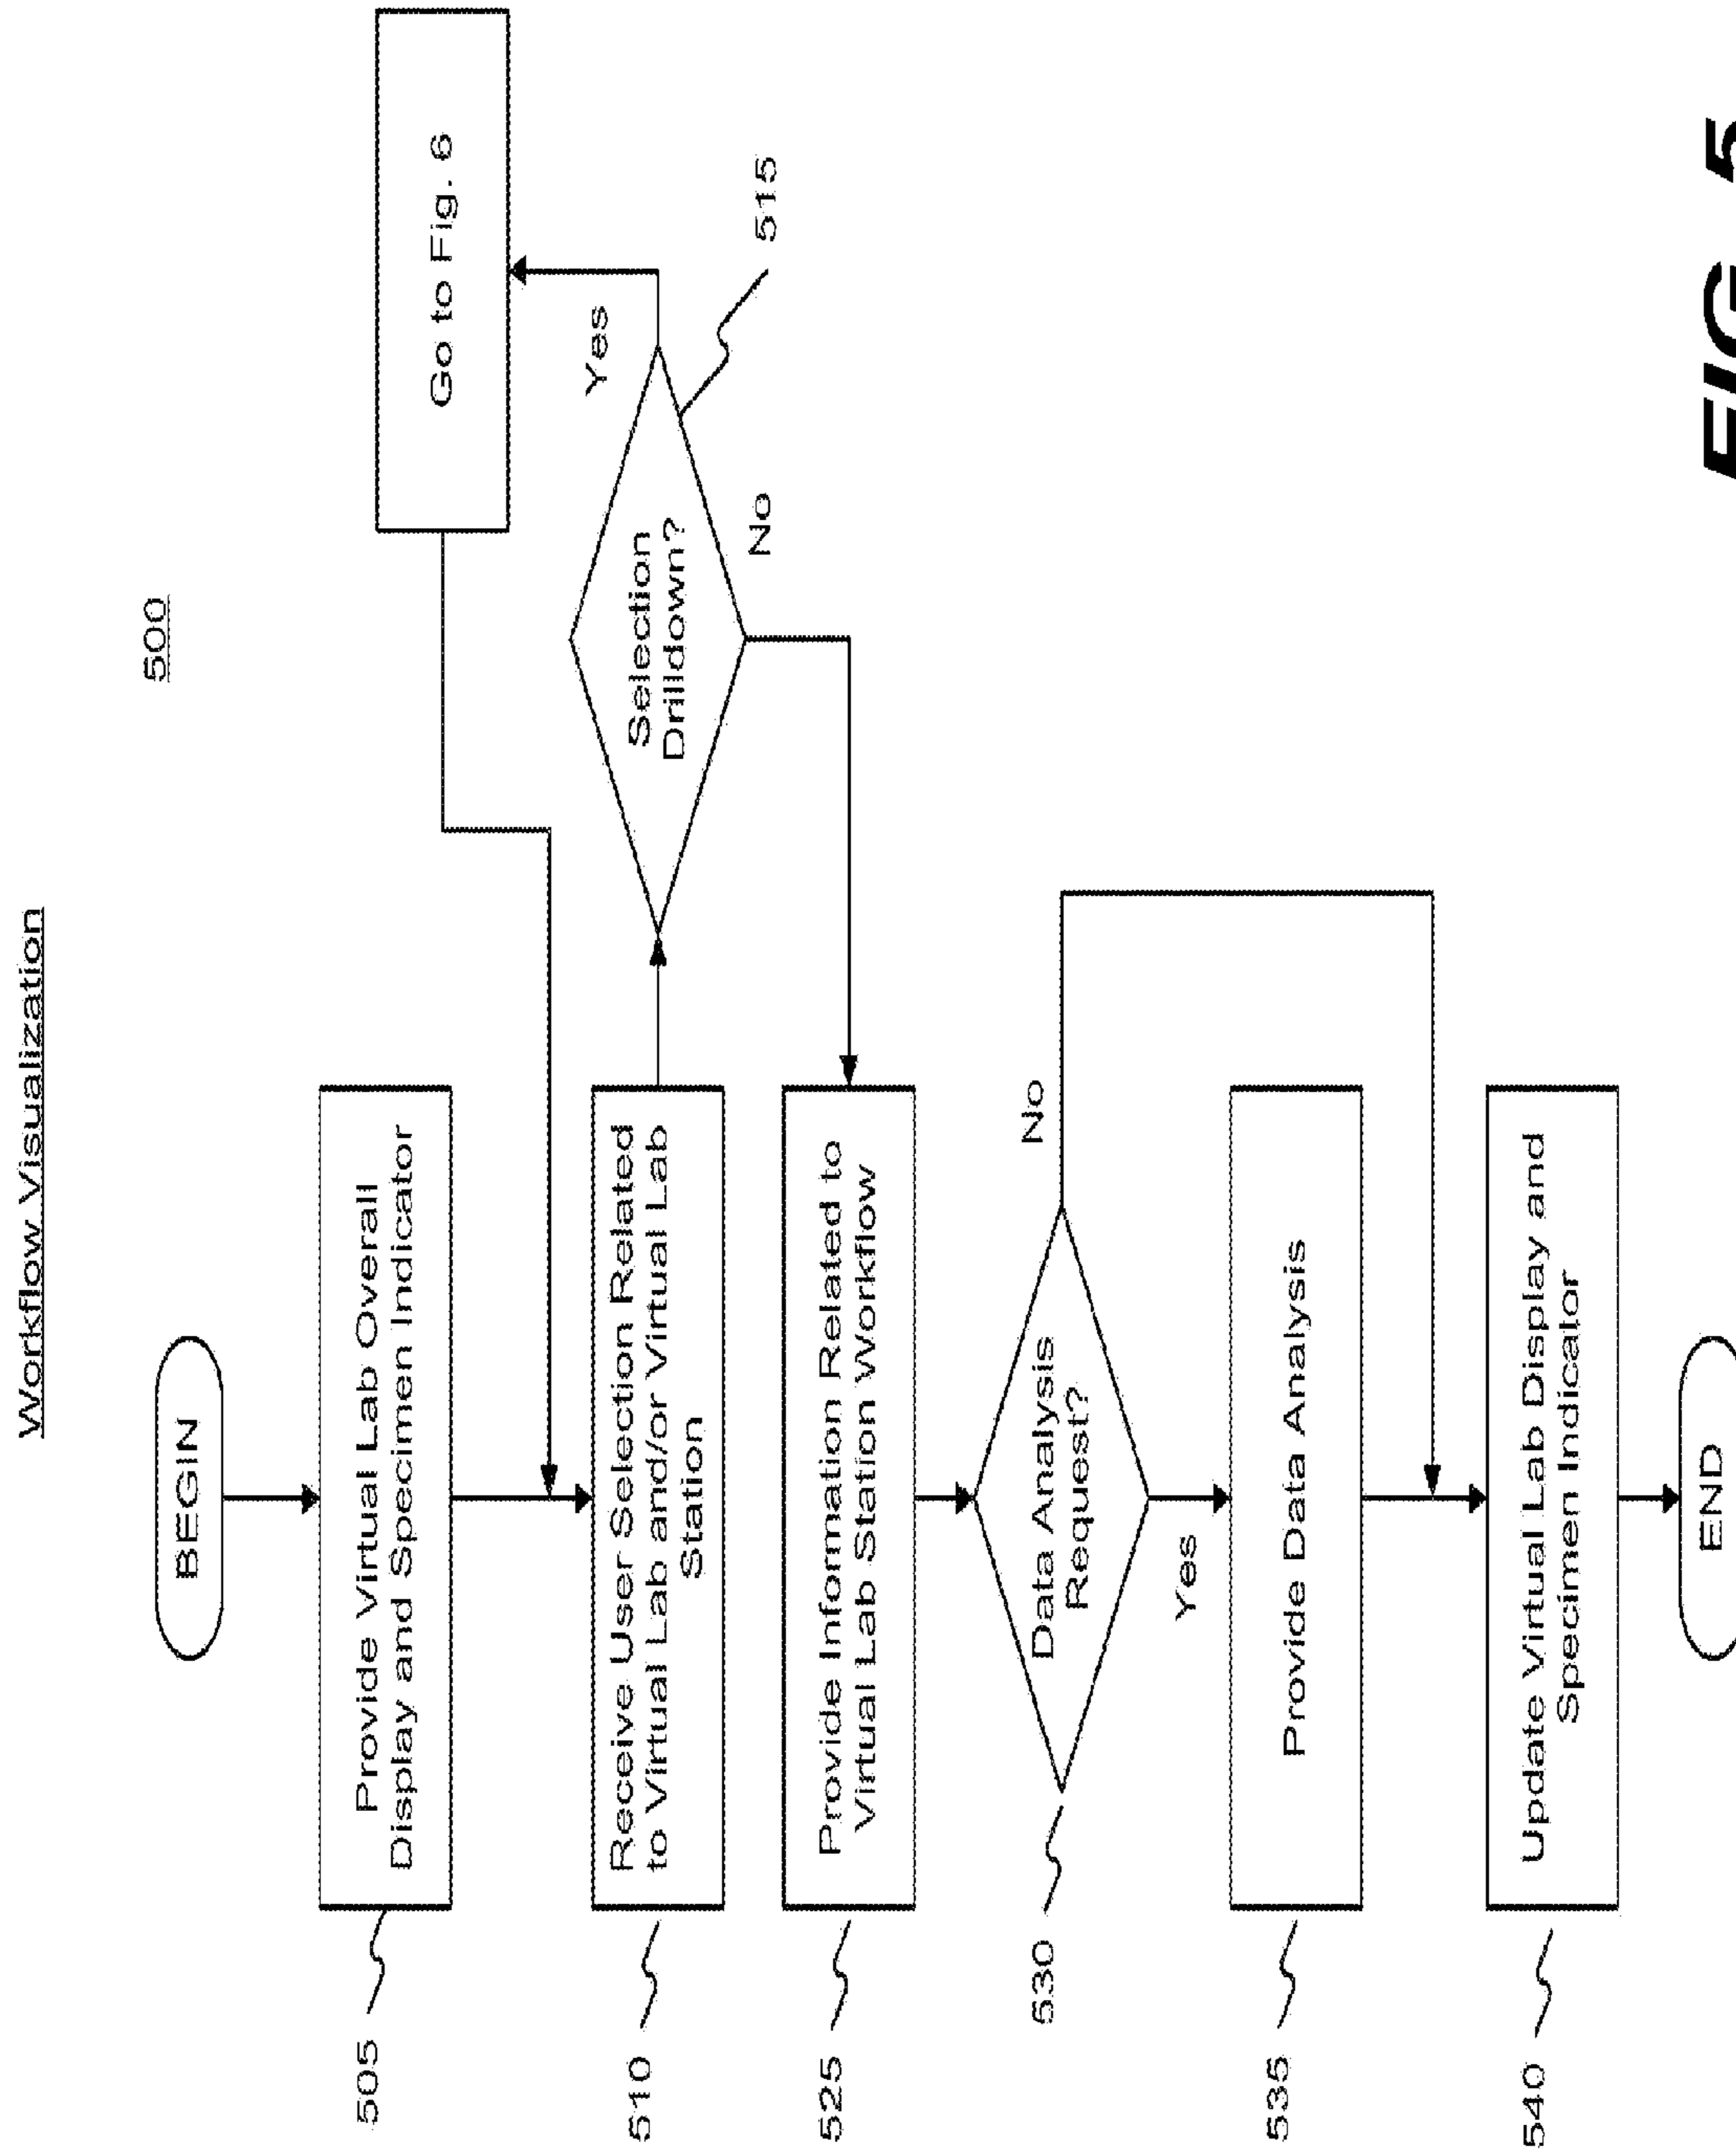 Workflow Visualization
500
BEGIN
505
Provide Virtual Lab Overall
Display and Specimen Indicator
Go to Fig. 6
510
Receive User Selection Related
to Virtual Lab and/or Virtual Lab
Station
Selection
Drilldown?
Yes
No
515
525
Provide Information Related to
Virtual Lab Station Workflow
530
Data Analysis
Request?
No
Yes
535
Provide Data Analysis
540
Update Virtual Lab Display and
Specimen Indicator
END
FIG. 5